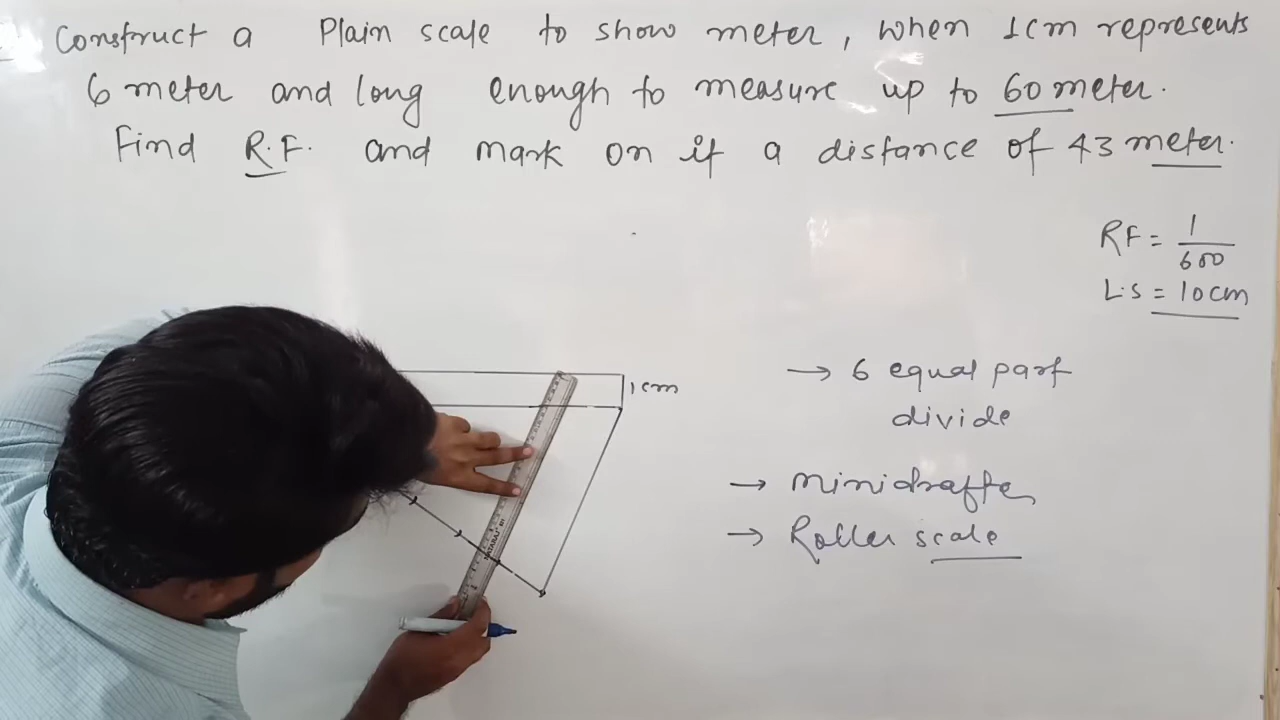 Construct a Plain scale to show meter, when 1cm represents
6 meter and long enough to measure up to 60 meter.
Find R.F. and mark on it a distance of 43 meter.
RF = 1/600
L.S = 10cm
1cm
→ 6 equal part
divide
→ minidrafter
→ Roller scale